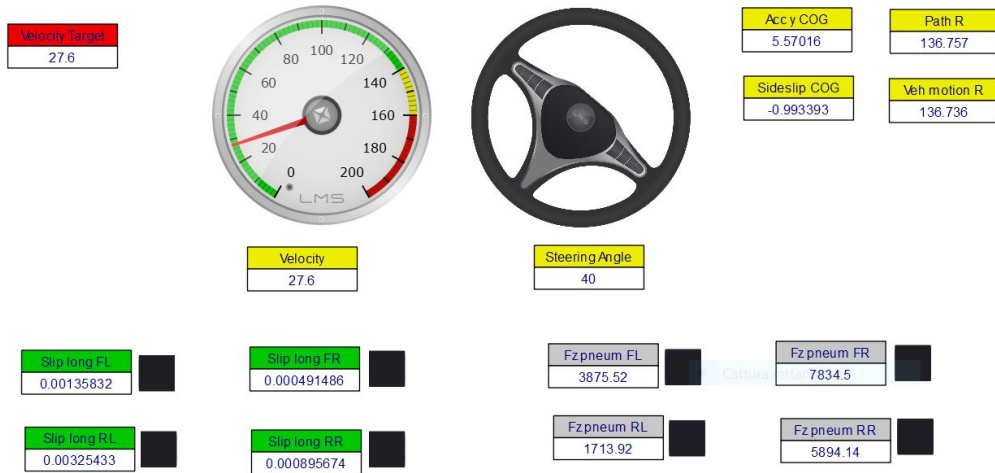 Velocity Target
27.6
0
20
40
60
80
100
120
140
160
180
200
LMS
Velocity
27.6
Steering Angle
40
Acc y COG
5.57016
Path R
136.757
Sideslip COG
-0.993393
Veh motion R
136.736
Slip long FL
0.00135832
Slip long FR
0.000491486
Slip long RL
0.00325433
Slip long RR
0.000895674
Fz pneum FL
3875.52
Fz pneum FR
7834.5
Cattura
Fz pneum RL
1713.92
Fz pneum RR
5894.14